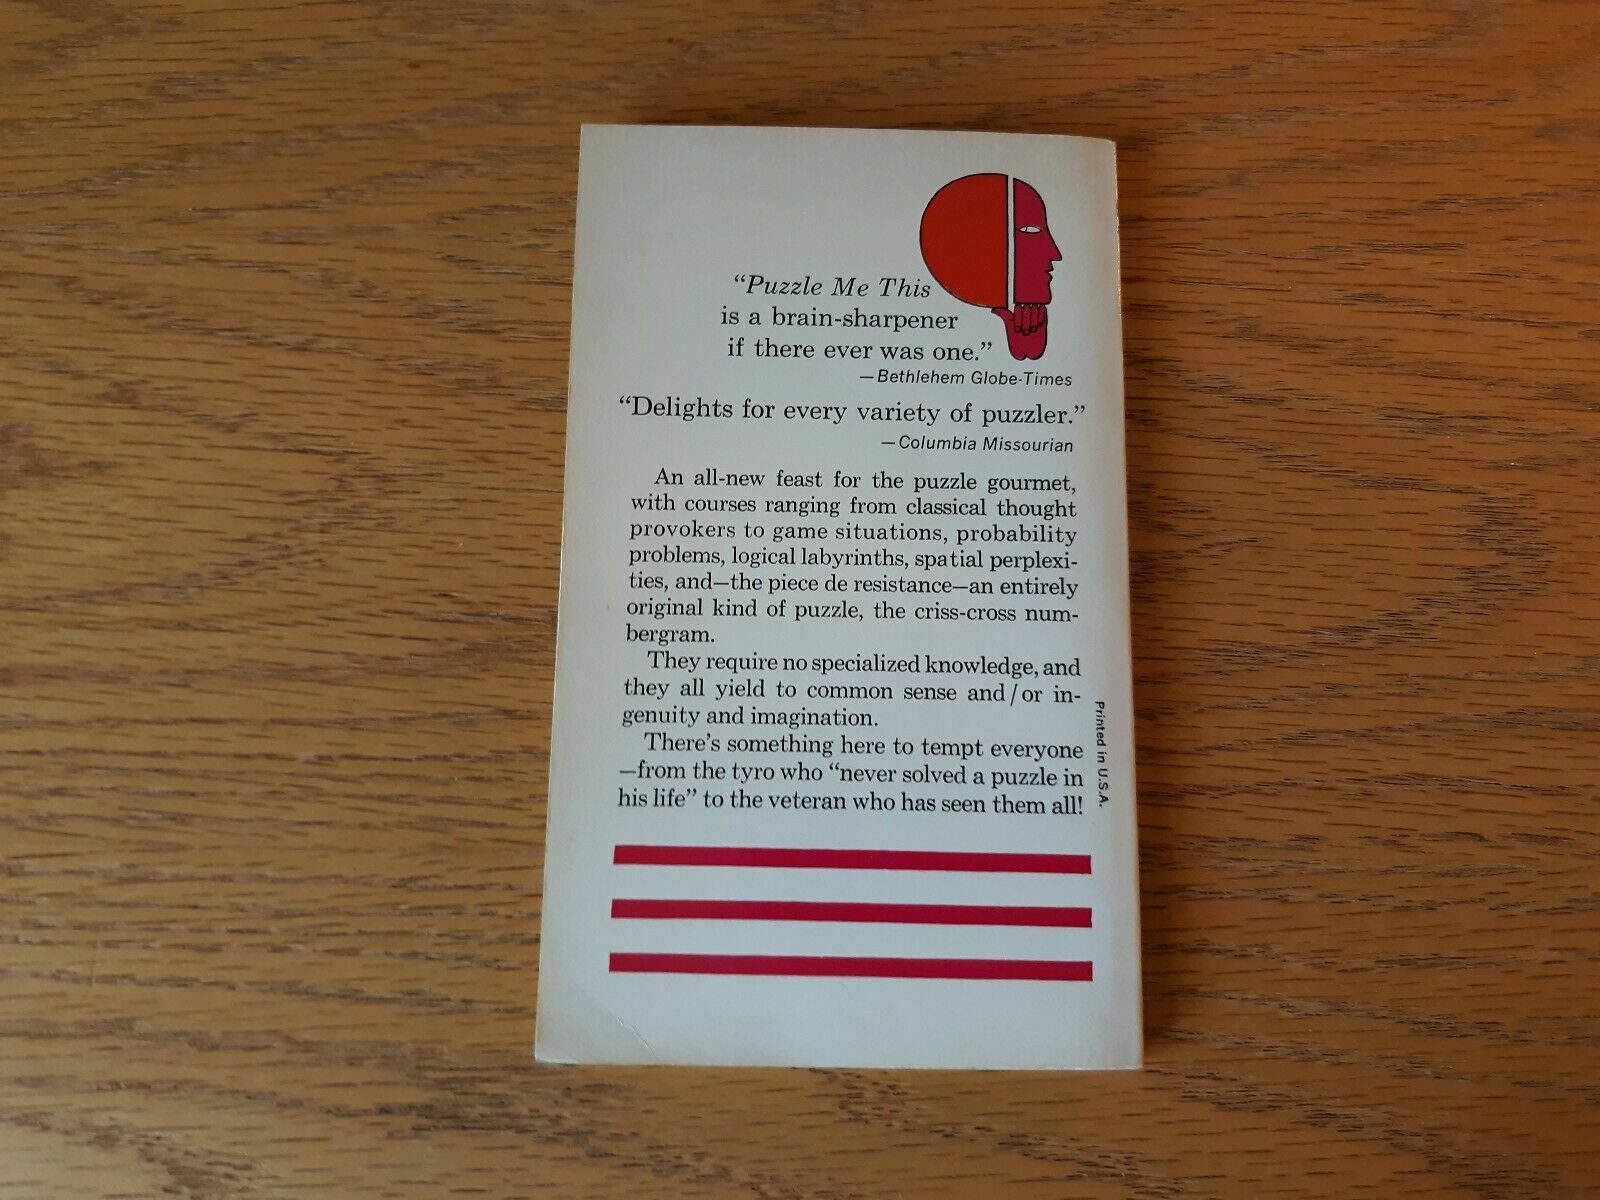 “Puzzle Me This
is a brain-sharpener
if there ever was one.”
—Bethlehem Globe-Times
“Delights for every variety of puzzler.”
—Columbia Missourian
An all-new feast for the puzzle gourmet,
with courses ranging from classical thought
provokers to game situations, probability
problems, logical labyrinths, spatial perplexi-
ties, and—the piece de resistance—an entirely
original kind of puzzle, the criss-cross num-
bergram.
They require no specialized knowledge, and
they all yield to common sense and/or in-
genuity and imagination.
There’s something here to tempt everyone
—from the tyro who “never solved a puzzle in
his life” to the veteran who has seen them all!
Printed in U.S.A.